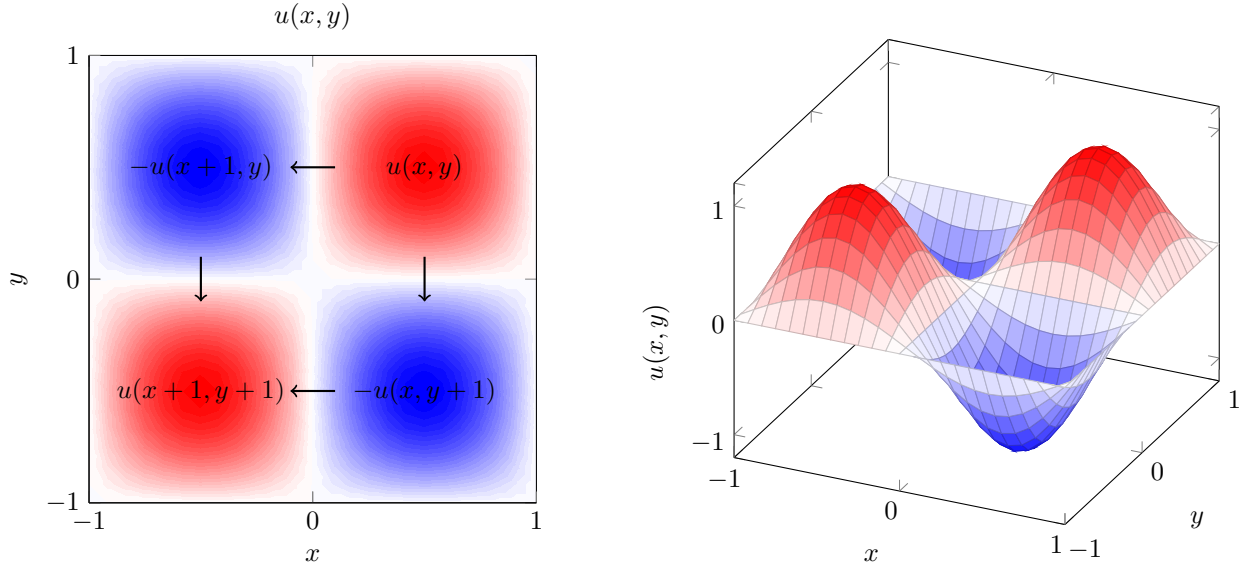 u(x, y)
1
0
−1
y
−u(x + 1, y)
u(x, y)
u(x + 1, y + 1)
−u(x, y + 1)
−1
0
1
x
1
0
−1
u(x, y)
−1
0
1
x
−1
0
1
y